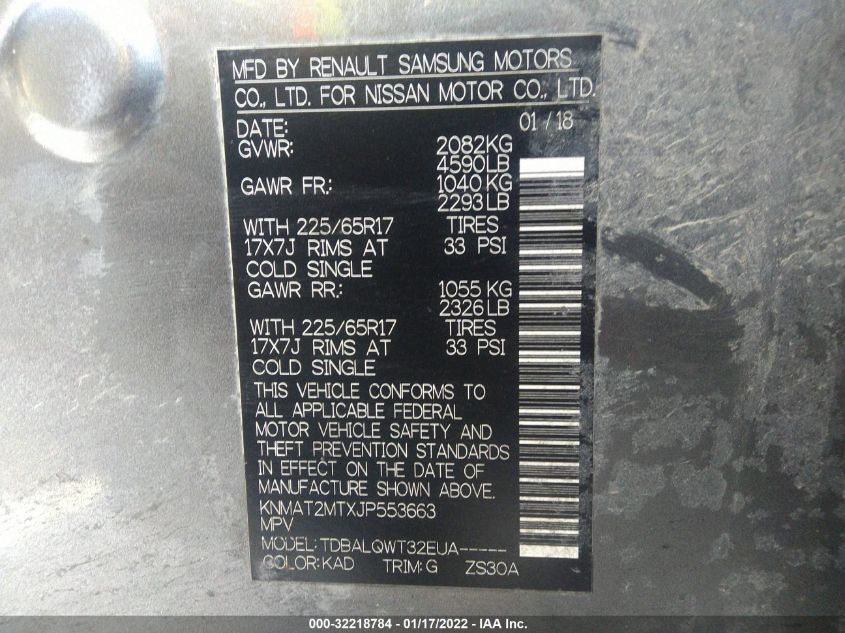 MFD BY RENAULT SAMSUNG MOTORS
CO., LTD. FOR NISSAN MOTOR CO., LTD.
DATE: 01/18
GVWR: 2082KG
4590LB
GAWR FR.: 1040KG
2293LB
WITH 225/65R17 TIRES
17X7J RIMS AT 33 PSI
COLD SINGLE
GAWR RR.: 1055KG
2326LB
WITH 225/65R17 TIRES
17X7J RIMS AT 33 PSI
COLD SINGLE
THIS VEHICLE CONFORMS TO
ALL APPLICABLE FEDERAL
MOTOR VEHICLE SAFETY AND
THEFT PREVENTION STANDARDS
IN EFFECT ON THE DATE OF
MANUFACTURE SHOWN ABOVE.
KNMAT2MTXJP553663
MPV
MODEL:TDBALQWT32EUA-----
COLOR:KAD TRIM:G ZS30A
000-32218784 - 01/17/2022 - IAA Inc.